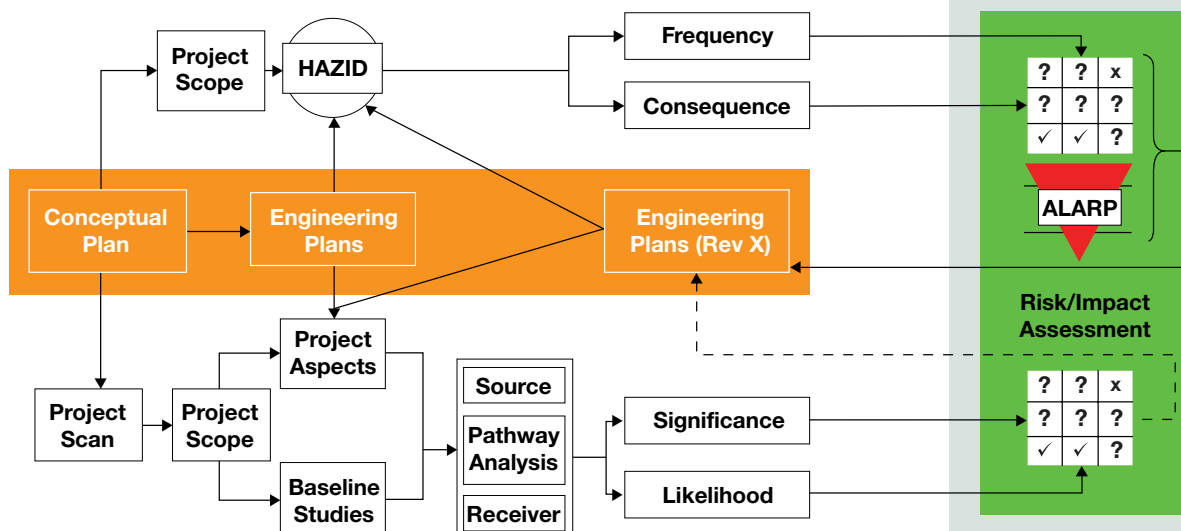 Project
Scope
HAZID
Frequency
Consequence
? ? x
? ? ?
✓ ✓ ?
ALARP
Conceptual
Plan
Engineering
Plans
Engineering
Plans (Rev X)
Risk/Impact
Assessment
Project
Scan
Project
Scope
Project
Aspects
Baseline
Studies
Source
Pathway
Analysis
Receiver
Significance
Likelihood
? ? x
? ? ?
✓ ✓ ?